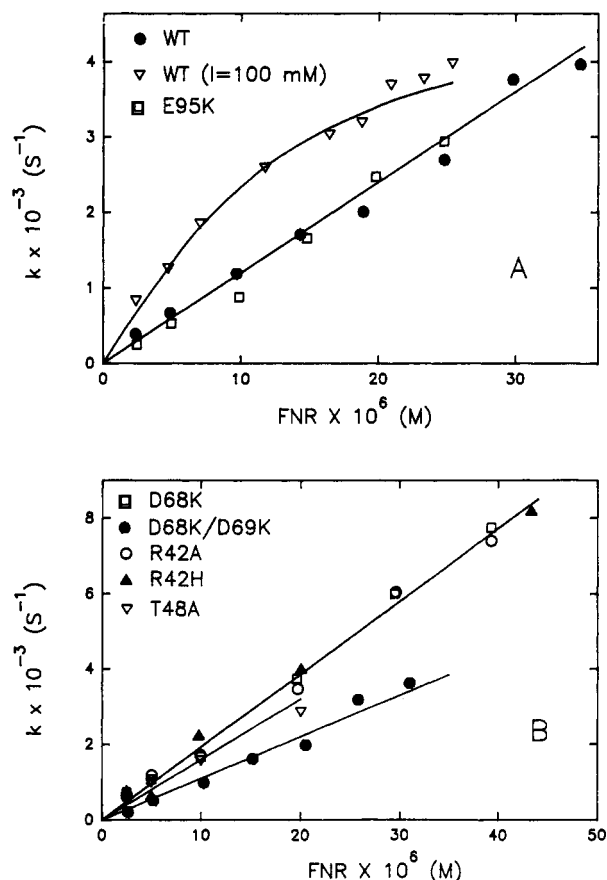 WT
WT (I=100 mM)
E95K
k x 10⁻³ (S⁻¹)
4
3
2
1
0
A
0 10 20 30
FNR X 10⁶ (M)
D68K
D68K/D69K
R42A
R42H
T48A
k x 10⁻³ (S⁻¹)
8
6
4
2
0
B
0 10 20 30 40 50
FNR X 10⁶ (M)